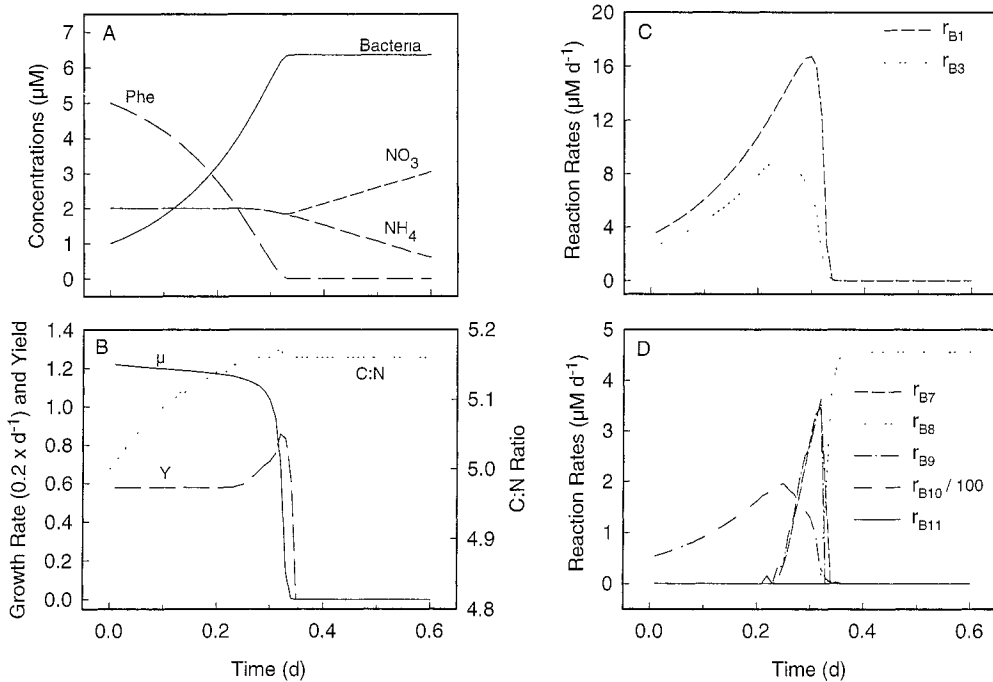 A
Concentrations (μM)
7
6
5
4
3
2
1
0
Bacteria
Phe
NO3
NH4
B
Growth Rate (0.2 x d-1) and Yield
1.4
1.2
1.0
0.8
0.6
0.4
0.2
0.0
μ
C:N
Y
5.2
5.1
5.0
4.9
4.8
C:N Ratio
0.0 0.2 0.4 0.6
Time (d)
C
Reaction Rates (μM d-1)
20
16
12
8
4
0
rB1
rB3
D
Reaction Rates (μM d-1)
5
4
3
2
1
0
rB7
rB8
rB9
rB10 / 100
rB11
0.0 0.2 0.4 0.6
Time (d)